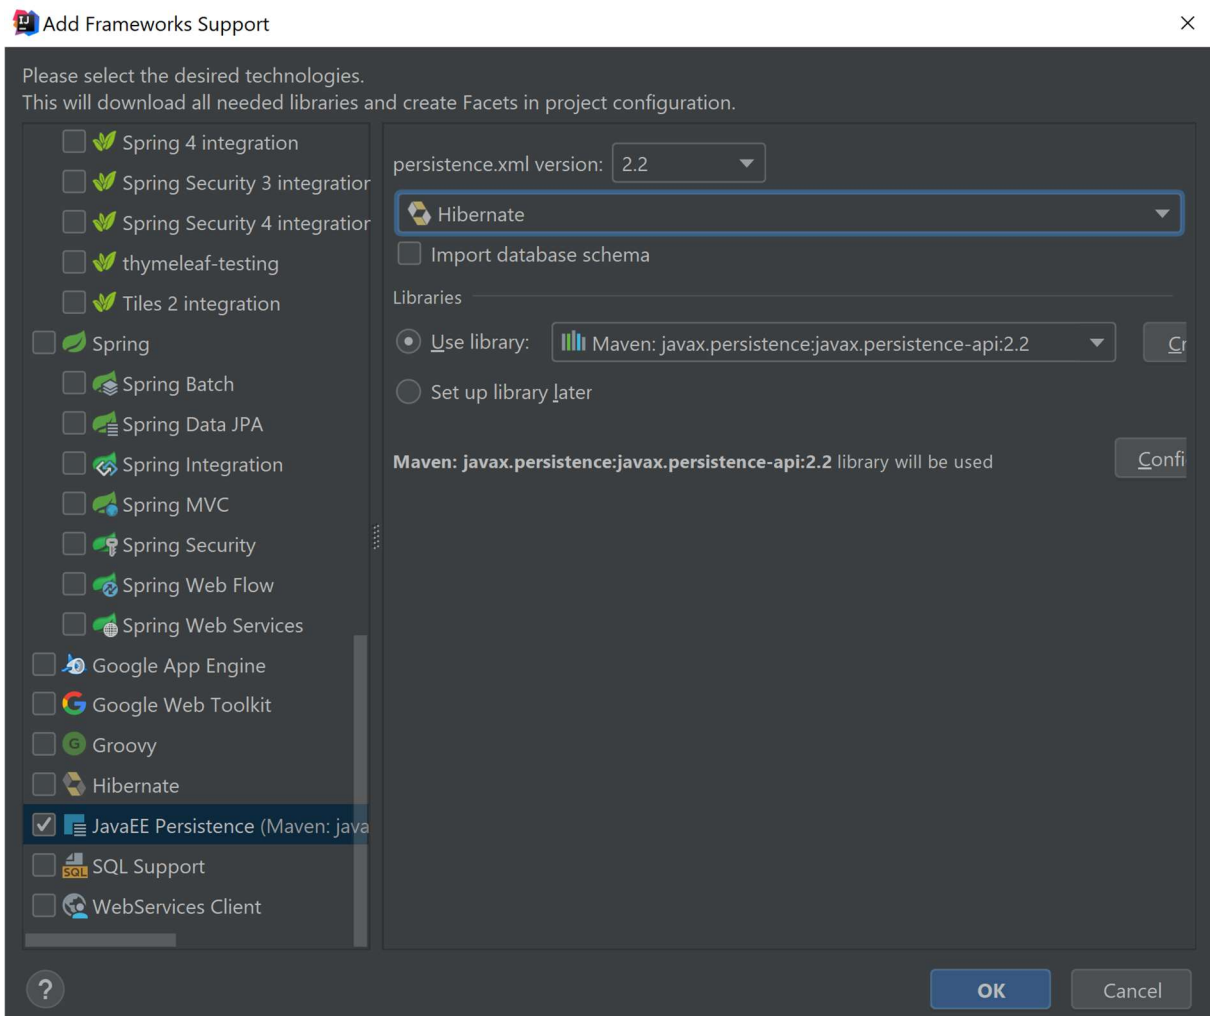 Add Frameworks Support
Please select the desired technologies.
This will download all needed libraries and create Facets in project configuration.
Spring 4 integration
Spring Security 3 integration
Spring Security 4 integration
thymeleaf-testing
Tiles 2 integration
Spring
Spring Batch
Spring Data JPA
Spring Integration
Spring MVC
Spring Security
Spring Web Flow
Spring Web Services
Google App Engine
Google Web Toolkit
G Groovy
Hibernate
JavaEE Persistence (Maven: java
SQL SQL Support
WebServices Client
persistence.xml version: 2.2
Hibernate
Import database schema
Libraries
Use library: Maven: javax.persistence:javax.persistence-api:2.2 Cr
Set up library later
Maven: javax.persistence:javax.persistence-api:2.2 library will be used Confi
? OK Cancel